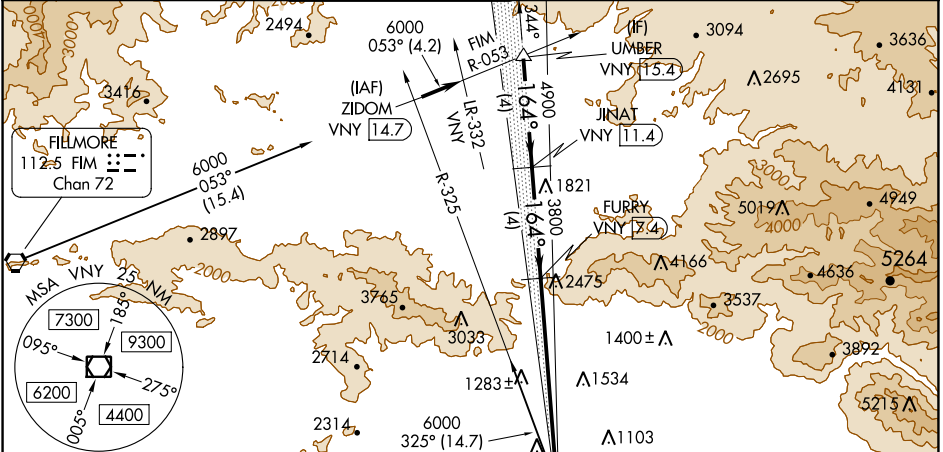 2494
6000
053° (4.2)
FIM
R-053
344°
(IF)
UMBER
VNY 15.4
3094
3636
2695
4131
3416
(IAF)
ZIDOM
VNY 14.7
LR-332
VNY
R-325
164°
(4)
4900
JINAT
VNY 11.4
3000
4000
3000
FILLMORE
112.5 FIM
Chan 72
6000
053°
(15.4)
1821
164°
(4)
3800
FURRY
VNY 7.4
5019
4949
4000
2897
2000
2475
4166
4636
5264
3765
3033
3537
2000
MSA VNY 25 NM
185°
7300
9300
095°
275°
6200
4400
005°
2714
1283±
1400±
1534
3892
5215
2314
6000
325° (14.7)
1103